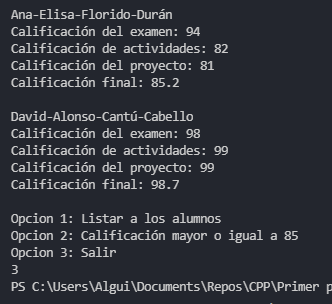 Ana-Elisa-Florido-Durán
Calificación del examen: 94
Calificación de actividades: 82
Calificación del proyecto: 81
Calificación final: 85.2
David-Alonso-Cantú-Cabello
Calificación del examen: 98
Calificación de actividades: 99
Calificación del proyecto: 99
Calificación final: 98.7
Opcion 1: Listar a los alumnos
Opcion 2: Calificación mayor o igual a 85
Opcion 3: Salir
3
PS C:\Users\Algui\Documents\Repos\CPP\Primer p